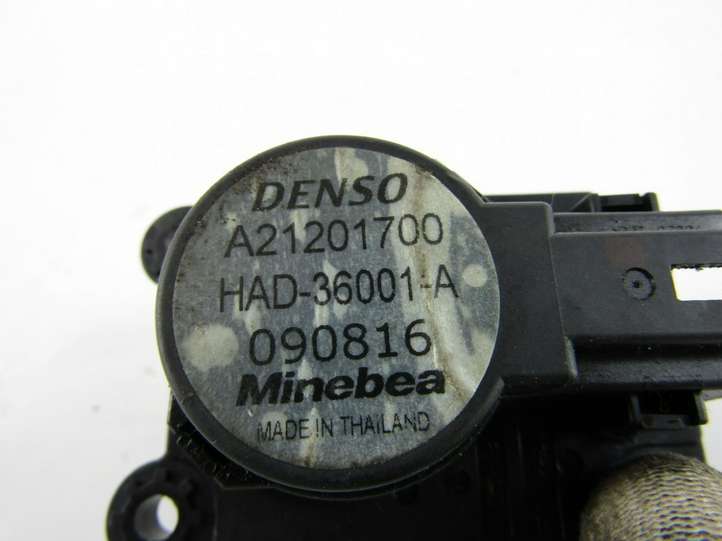 DENSO
A21201700
HAD-36001-A
090816
Minebea
MADE IN THAILAND